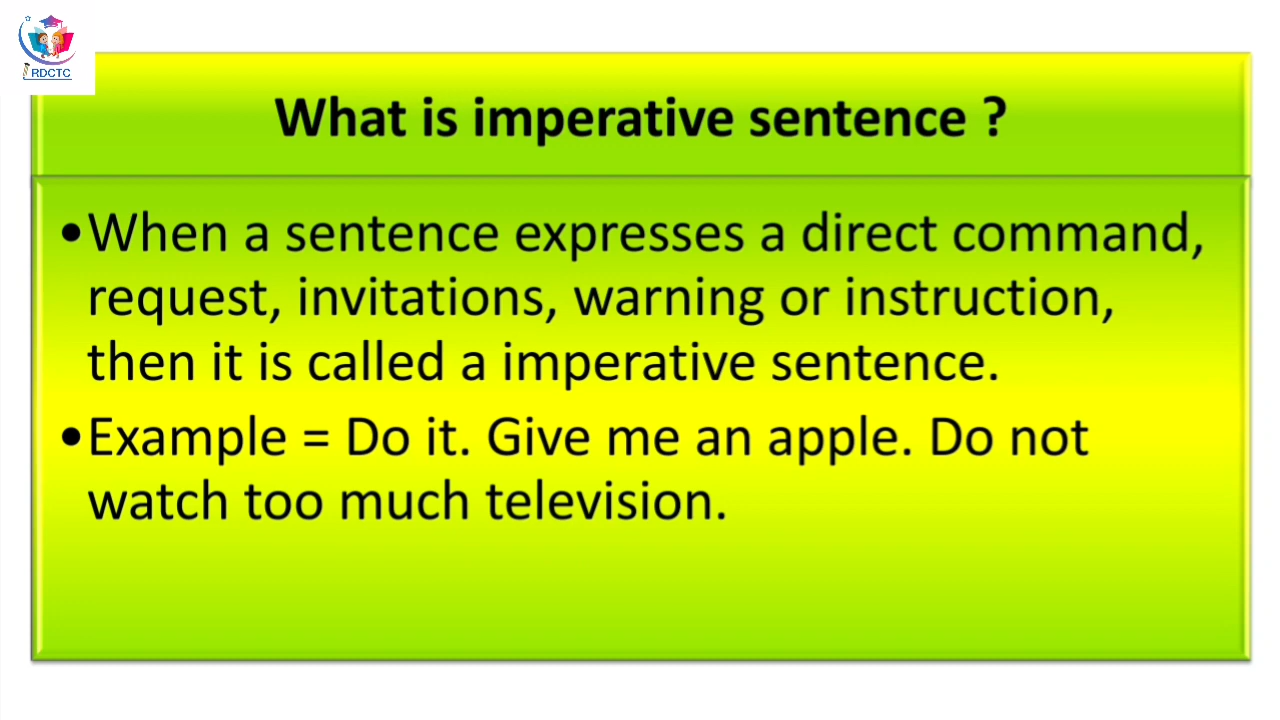 RDCTC
What is imperative sentence ?
•When a sentence expresses a direct command,
request, invitations, warning or instruction,
then it is called a imperative sentence.
•Example = Do it. Give me an apple. Do not
watch too much television.